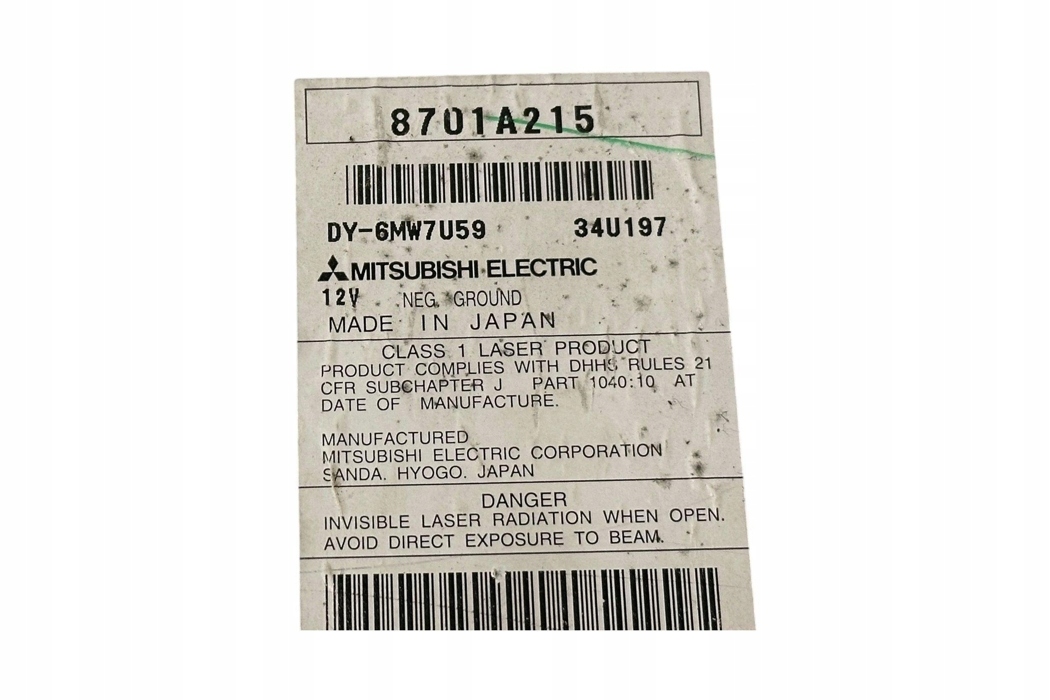 8701A215
DY-6MW7U59 34U197
MITSUBISHI ELECTRIC
12V NEG. GROUND
MADE IN JAPAN
CLASS 1 LASER PRODUCT
PRODUCT COMPLIES WITH DHHS RULES 21
CFR SUBCHAPTER J PART 1040:10 AT
DATE OF MANUFACTURE.
MANUFACTURED
MITSUBISHI ELECTRIC CORPORATION
SANDA. HYOGO. JAPAN
DANGER
INVISIBLE LASER RADIATION WHEN OPEN.
AVOID DIRECT EXPOSURE TO BEAM.